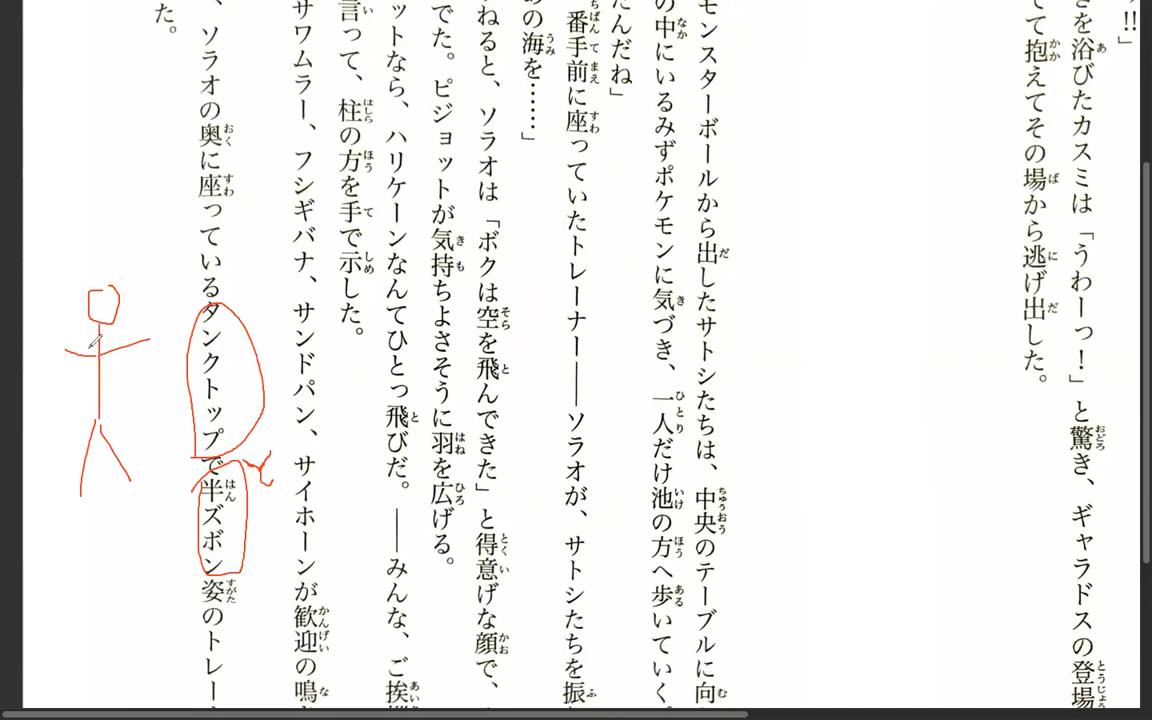 っ!!」
きを浴びたカスミは「うわーっ！」と驚き、ギャラドスの登場
てて抱えてその場から逃げ出した。
モンスターボールから出したサトシたちは、中央のテーブルに向
の中にいるみずポケモンに気づき、一人だけ池の方へ歩いていく。
たんだね」
番手前に座っていたトレーナー――ソラオが、サトシたちを振
あの海を……」
ねると、ソラオは「ボクは空を飛んできた」と得意げな顔で、
でた。ピジョットが気持ちよさそうに羽を広げる。
ットなら、ハリケーンなんてひとっ飛びだ。――みんな、ご挨
言って、柱の方を手で示した。
サワムラー、フシギバナ、サンドパン、サイホーンが歓迎の鳴
、ソラオの奥に座っているタンクトップで半ズボン姿のトレー
た。